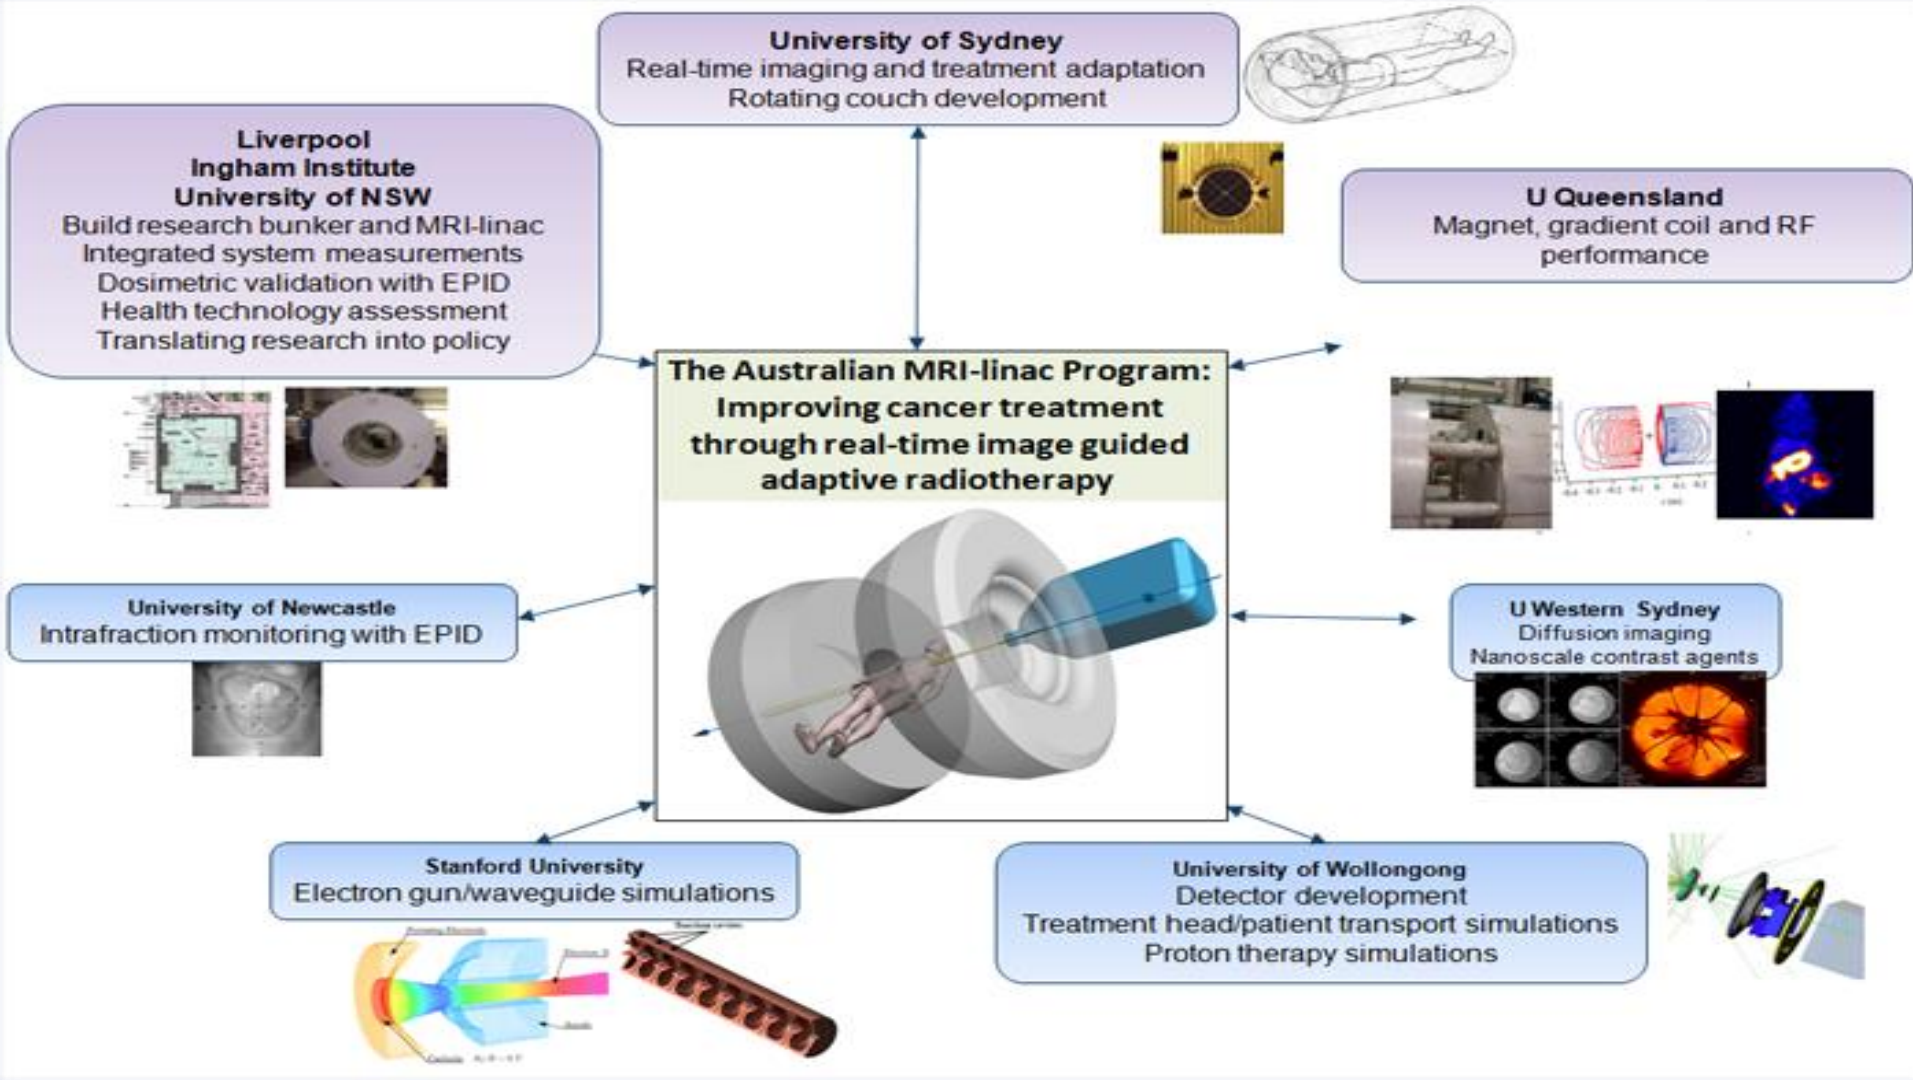 University of Sydney
Real-time imaging and treatment adaptation
Rotating couch development
Liverpool
Ingham Institute
University of NSW
Build research bunker and MRI-linac
Integrated system measurements
Dosimetric validation with EPID
Health technology assessment
Translating research into policy
U Queensland
Magnet, gradient coil and RF
performance
The Australian MRI-linac Program:
Improving cancer treatment
through real-time image guided
adaptive radiotherapy
University of Newcastle
Intrafraction monitoring with EPID
U Western Sydney
Diffusion imaging
Nanoscale contrast agents
Stanford University
Electron gun/waveguide simulations
University of Wollongong
Detector development
Treatment head/patient transport simulations
Proton therapy simulations